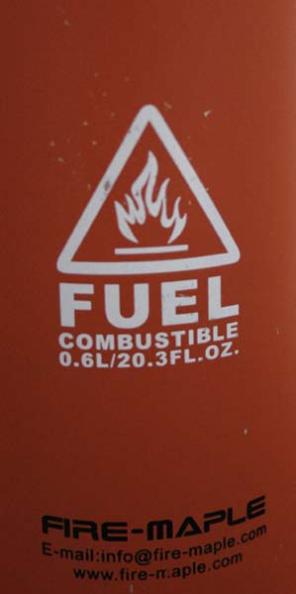 FUEL
COMBUSTIBLE
0.6L/20.3FL.OZ.
FIRE-MAPLE
E-mail:info@fire-maple.com
www.fire-maple.com